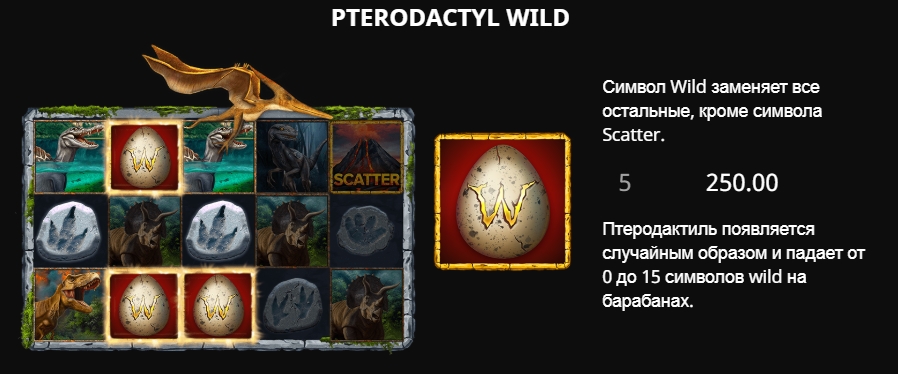 PTERODACTYL WILD
Символ Wild заменяет все
остальные, кроме символа
Scatter.
SCATTER
W
W
5 250.00
Птеродактиль появляется
случайным образом и падает от
0 до 15 символов wild на
барабанах.
W W